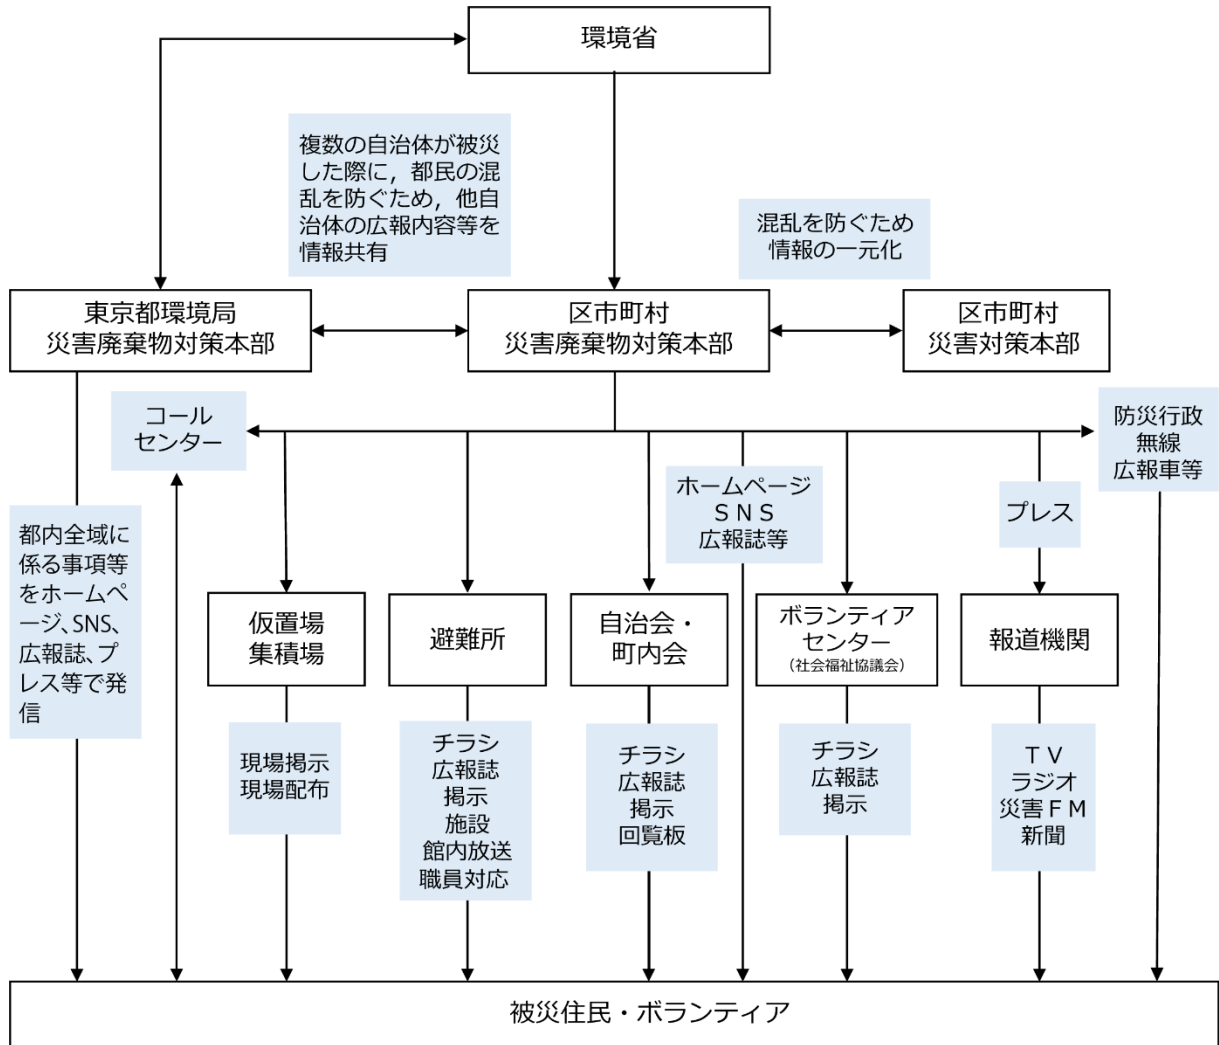 環境省
複数の自治体が被災
した際に，都民の混
乱を防ぐため，他自
治体の広報内容等を
情報共有
混乱を防ぐため
情報の一元化
東京都環境局
災害廃棄物対策本部
区市町村
災害廃棄物対策本部
区市町村
災害対策本部
コール
センター
防災行政
無線
広報車等
ホームページ
ＳＮＳ
広報誌等
プレス
都内全域に
係る事項等
をホームペ
ージ、SNS、
広報誌、プ
レス等で発
信
仮置場
集積場
避難所
自治会・
町内会
ボランティア
センター
（社会福祉協議会）
報道機関
現場掲示
現場配布
チラシ
広報誌
掲示
施設
館内放送
職員対応
チラシ
広報誌
掲示
回覧板
チラシ
広報誌
掲示
ＴＶ
ラジオ
災害ＦＭ
新聞
被災住民・ボランティア